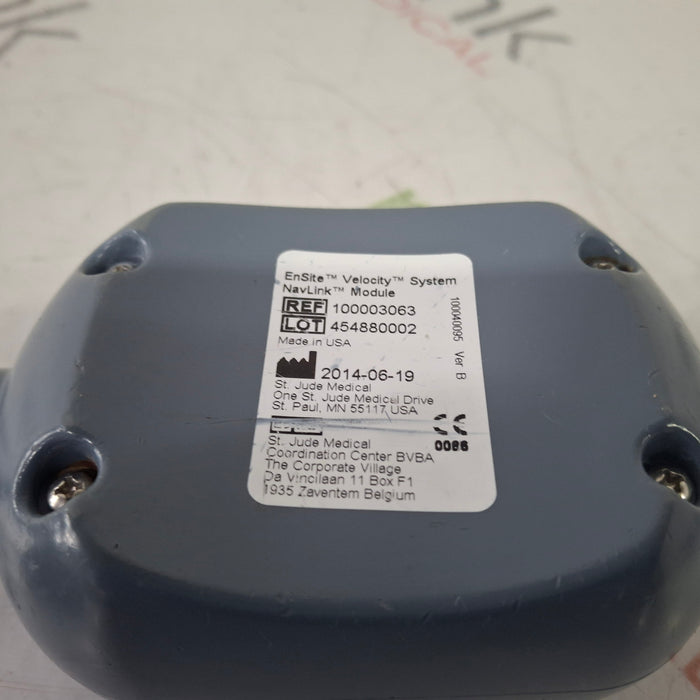 EnSite™ Velocity™ System
NavLink™ Module
REF 100003063
LOT 454880002
Made in USA
2014-06-19
St. Jude Medical
One St. Jude Medical Drive
St. Paul, MN 55117 USA
St. Jude Medical
Coordination Center BVBA
The Corporate Village
Da Vincilaan 11 Box F1
1935 Zaventem Belgium
CE
0086
100040095 Ver B